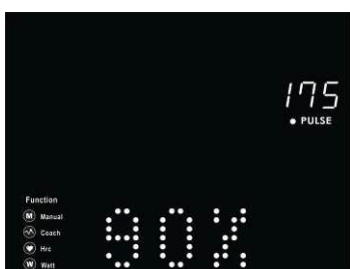 175
● PULSE
Function
M Manual
Coach
Hrc
W Watt
90%